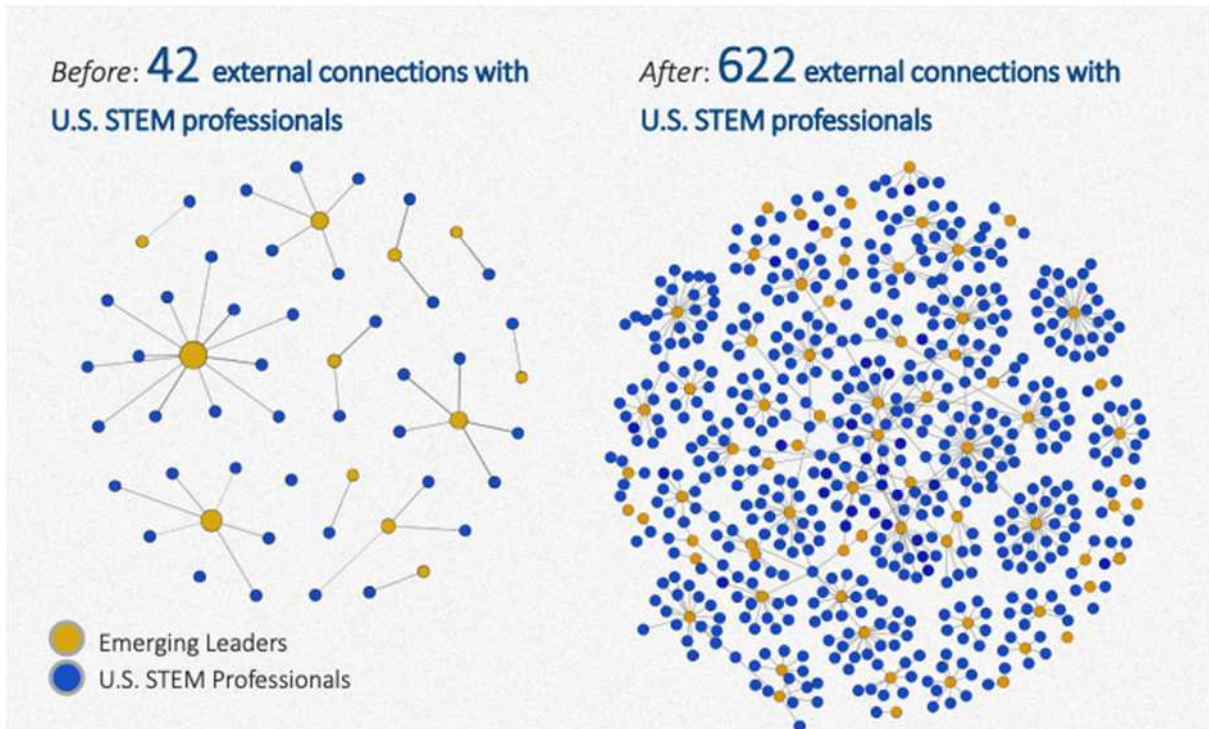 Before: 42 external connections with
U.S. STEM professionals
After: 622 external connections with
U.S. STEM professionals
Emerging Leaders
U.S. STEM Professionals